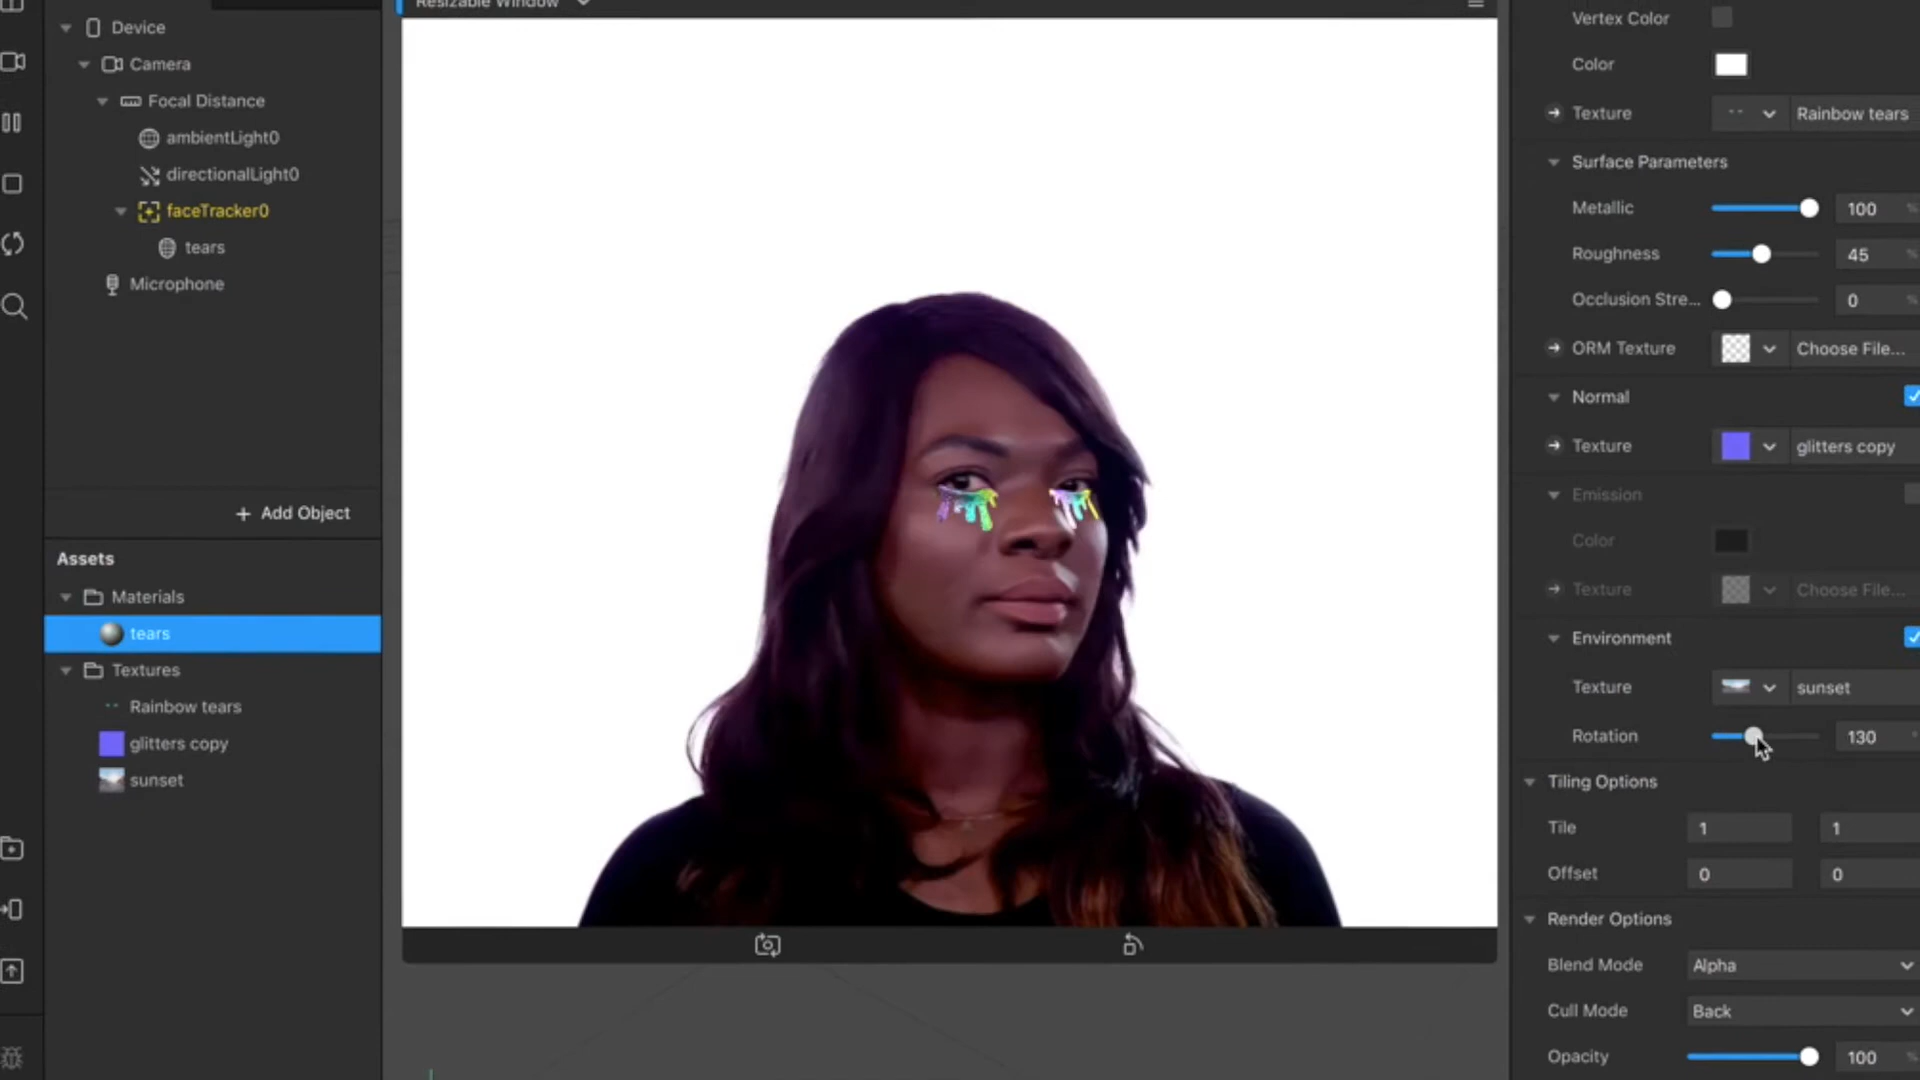 Resizable Window
Device
Camera
Focal Distance
ambientLight0
directionalLight0
faceTracker0
tears
Microphone
+ Add Object
Assets
Materials
tears
Textures
Rainbow tears
glitters copy
sunset
Vertex Color
Color
Texture Rainbow tears
Surface Parameters
Metallic 100 %
Roughness 45 %
Occlusion Stre... 0 %
ORM Texture Choose File...
Normal
Texture glitters copy
Emission
Color
Texture Choose File...
Environment
Texture sunset
Rotation 130 °
Tiling Options
Tile 1 1
Offset 0 0
Render Options
Blend Mode Alpha
Cull Mode Back
Opacity 100 %